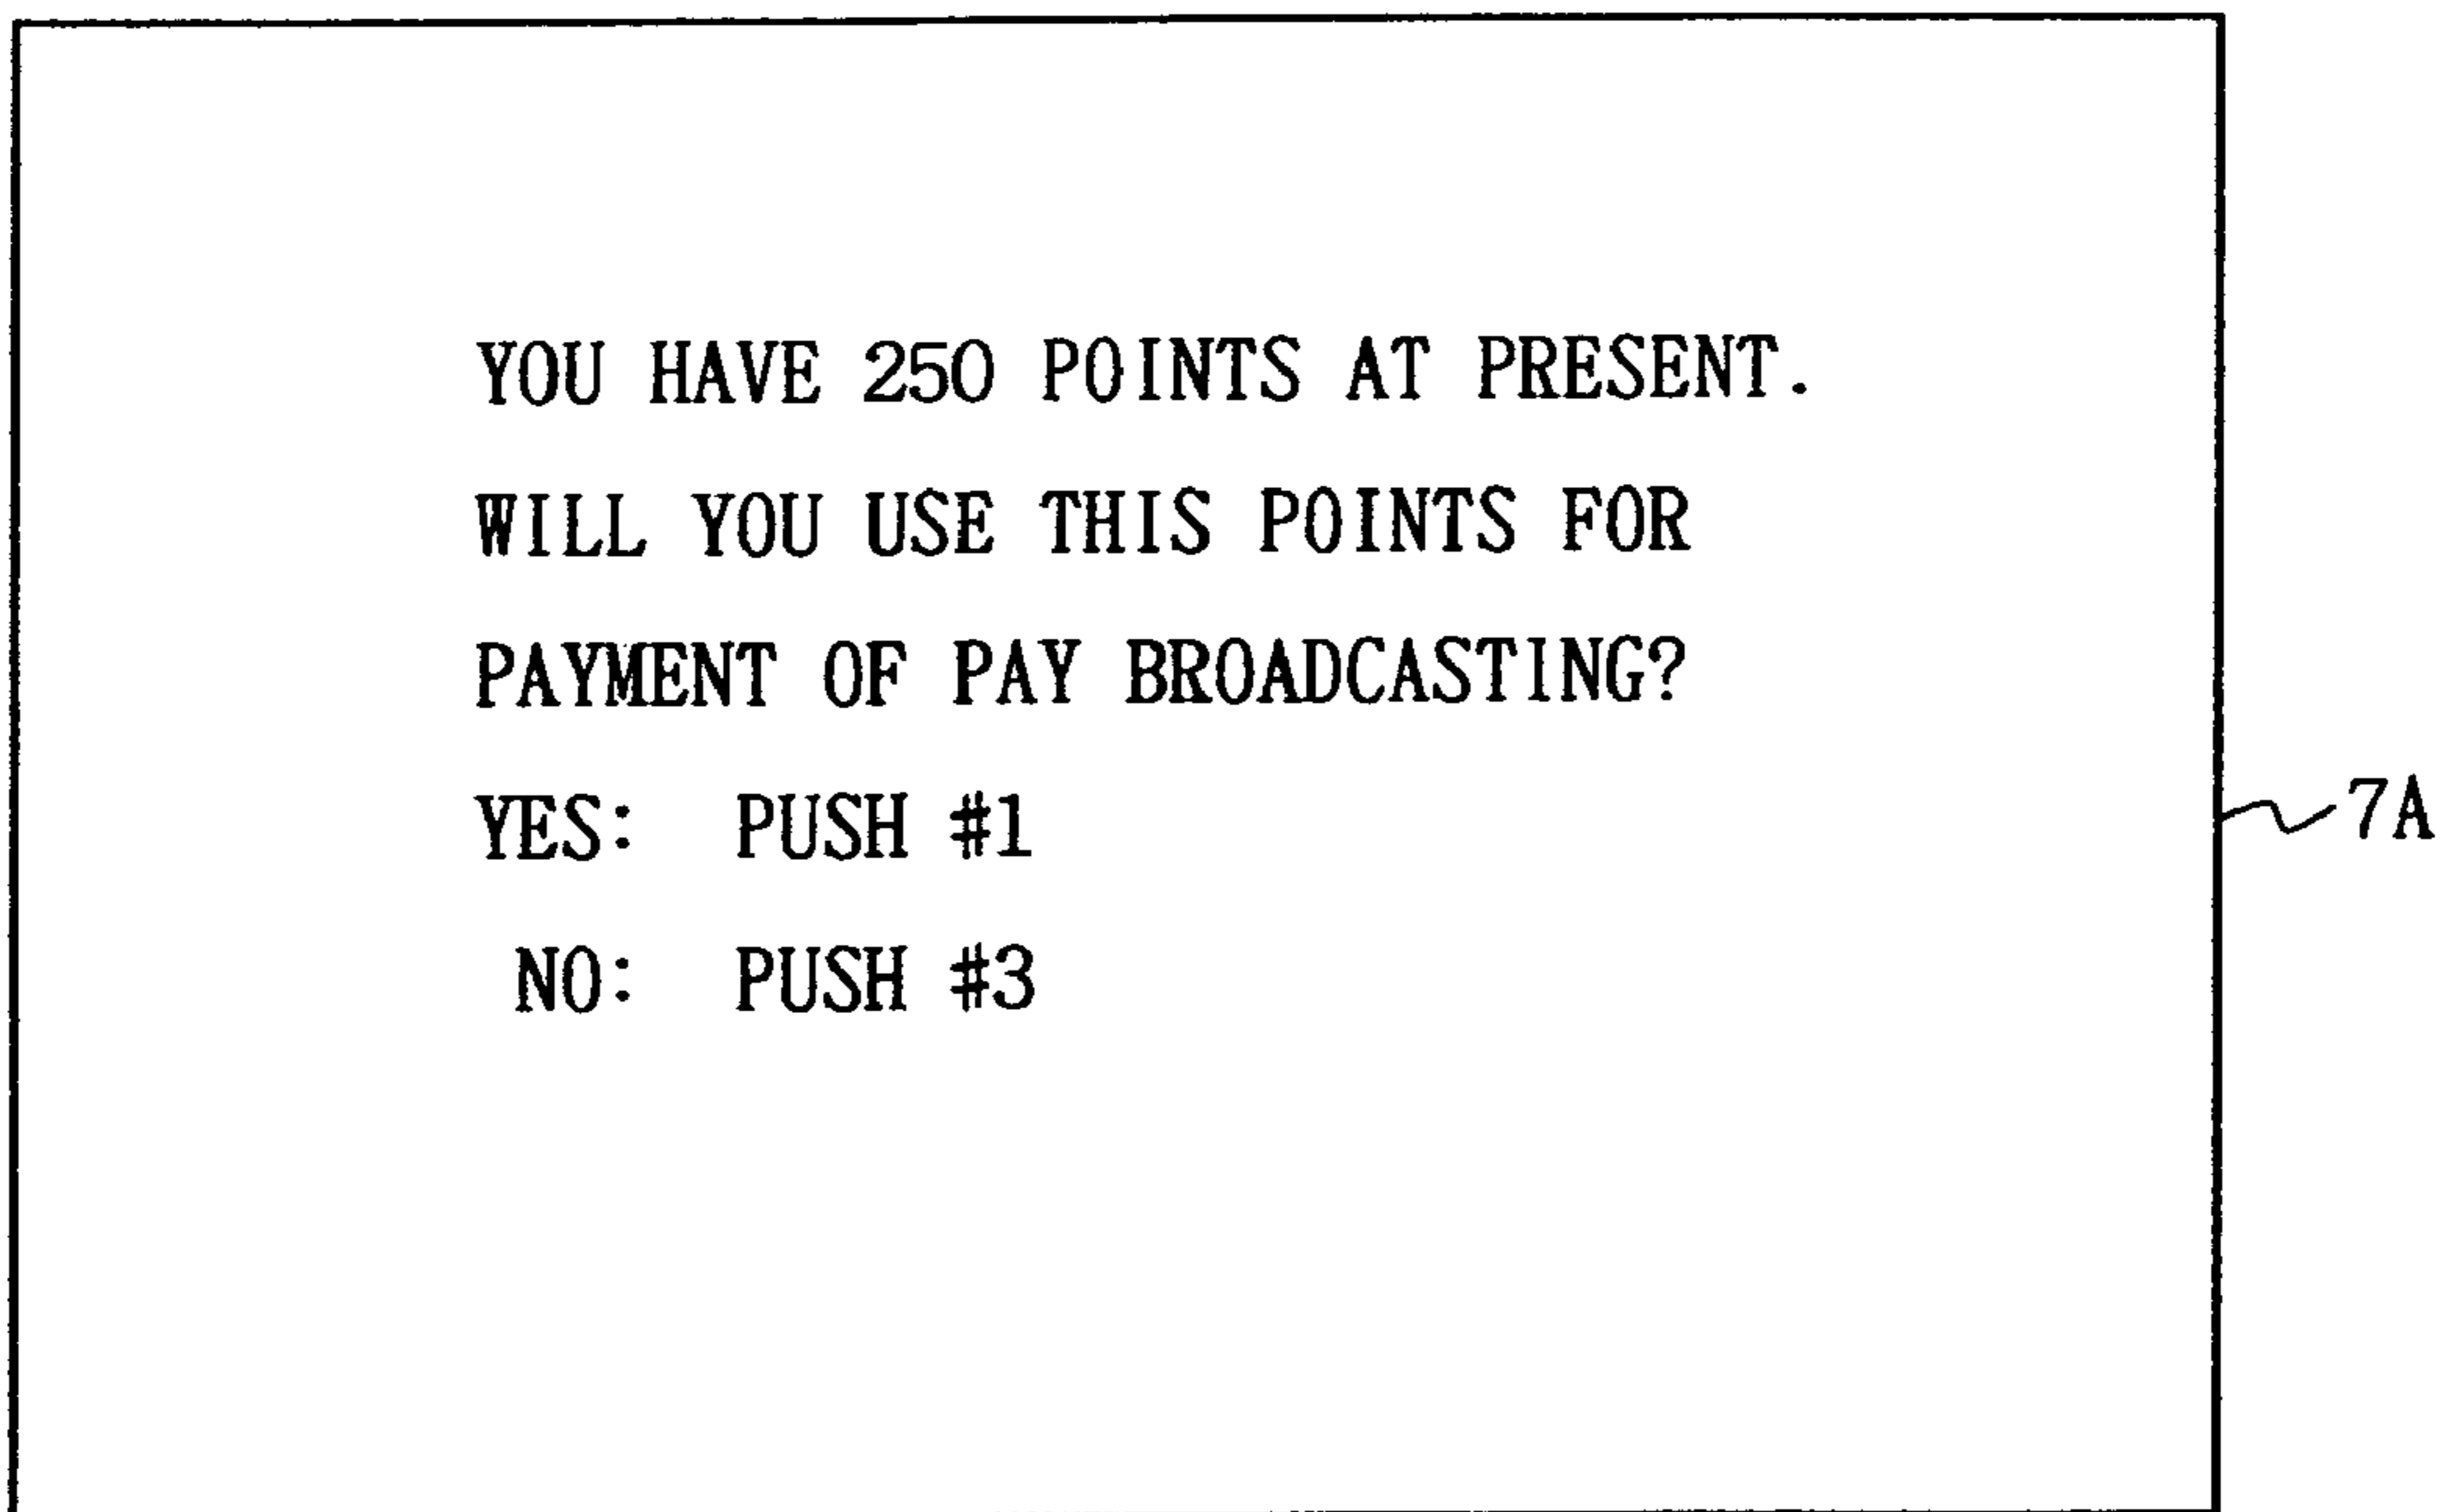 YOU HAVE 250 POINTS AT PRESENT.
WILL YOU USE THIS POINTS FOR
PAYMENT OF PAY BROADCASTING?
YES: PUSH #1
7A
NO: PUSH #3